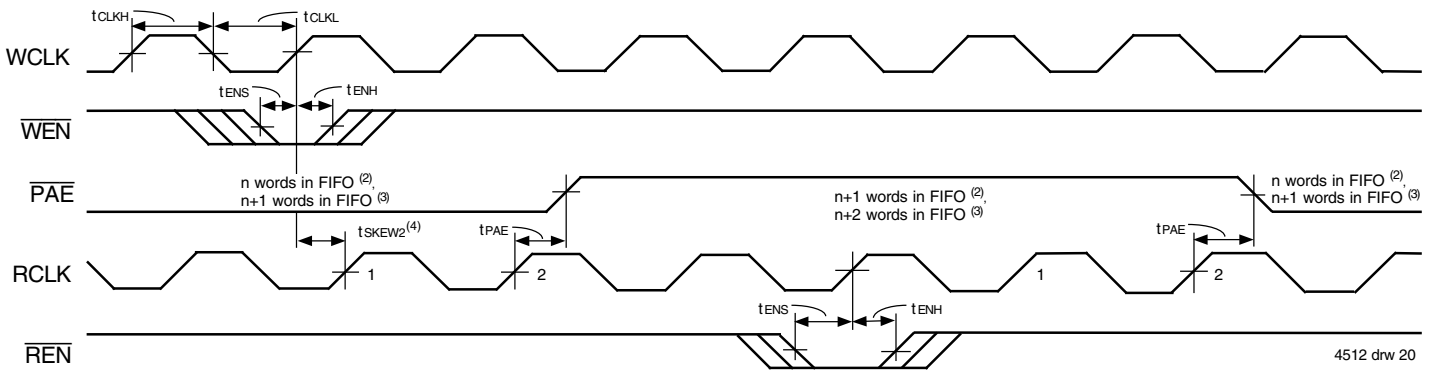 tCLKH tCLKL
WCLK
tENS tENH
WEN
n words in FIFO (2),
n+1 words in FIFO (3)
PAE
n+1 words in FIFO (2),
n+2 words in FIFO (3)
n words in FIFO (2),
n+1 words in FIFO (3)
tSKEW2(4) tPAE tPAE
RCLK 1 2 1 2
tENS tENH
REN
4512 drw 20